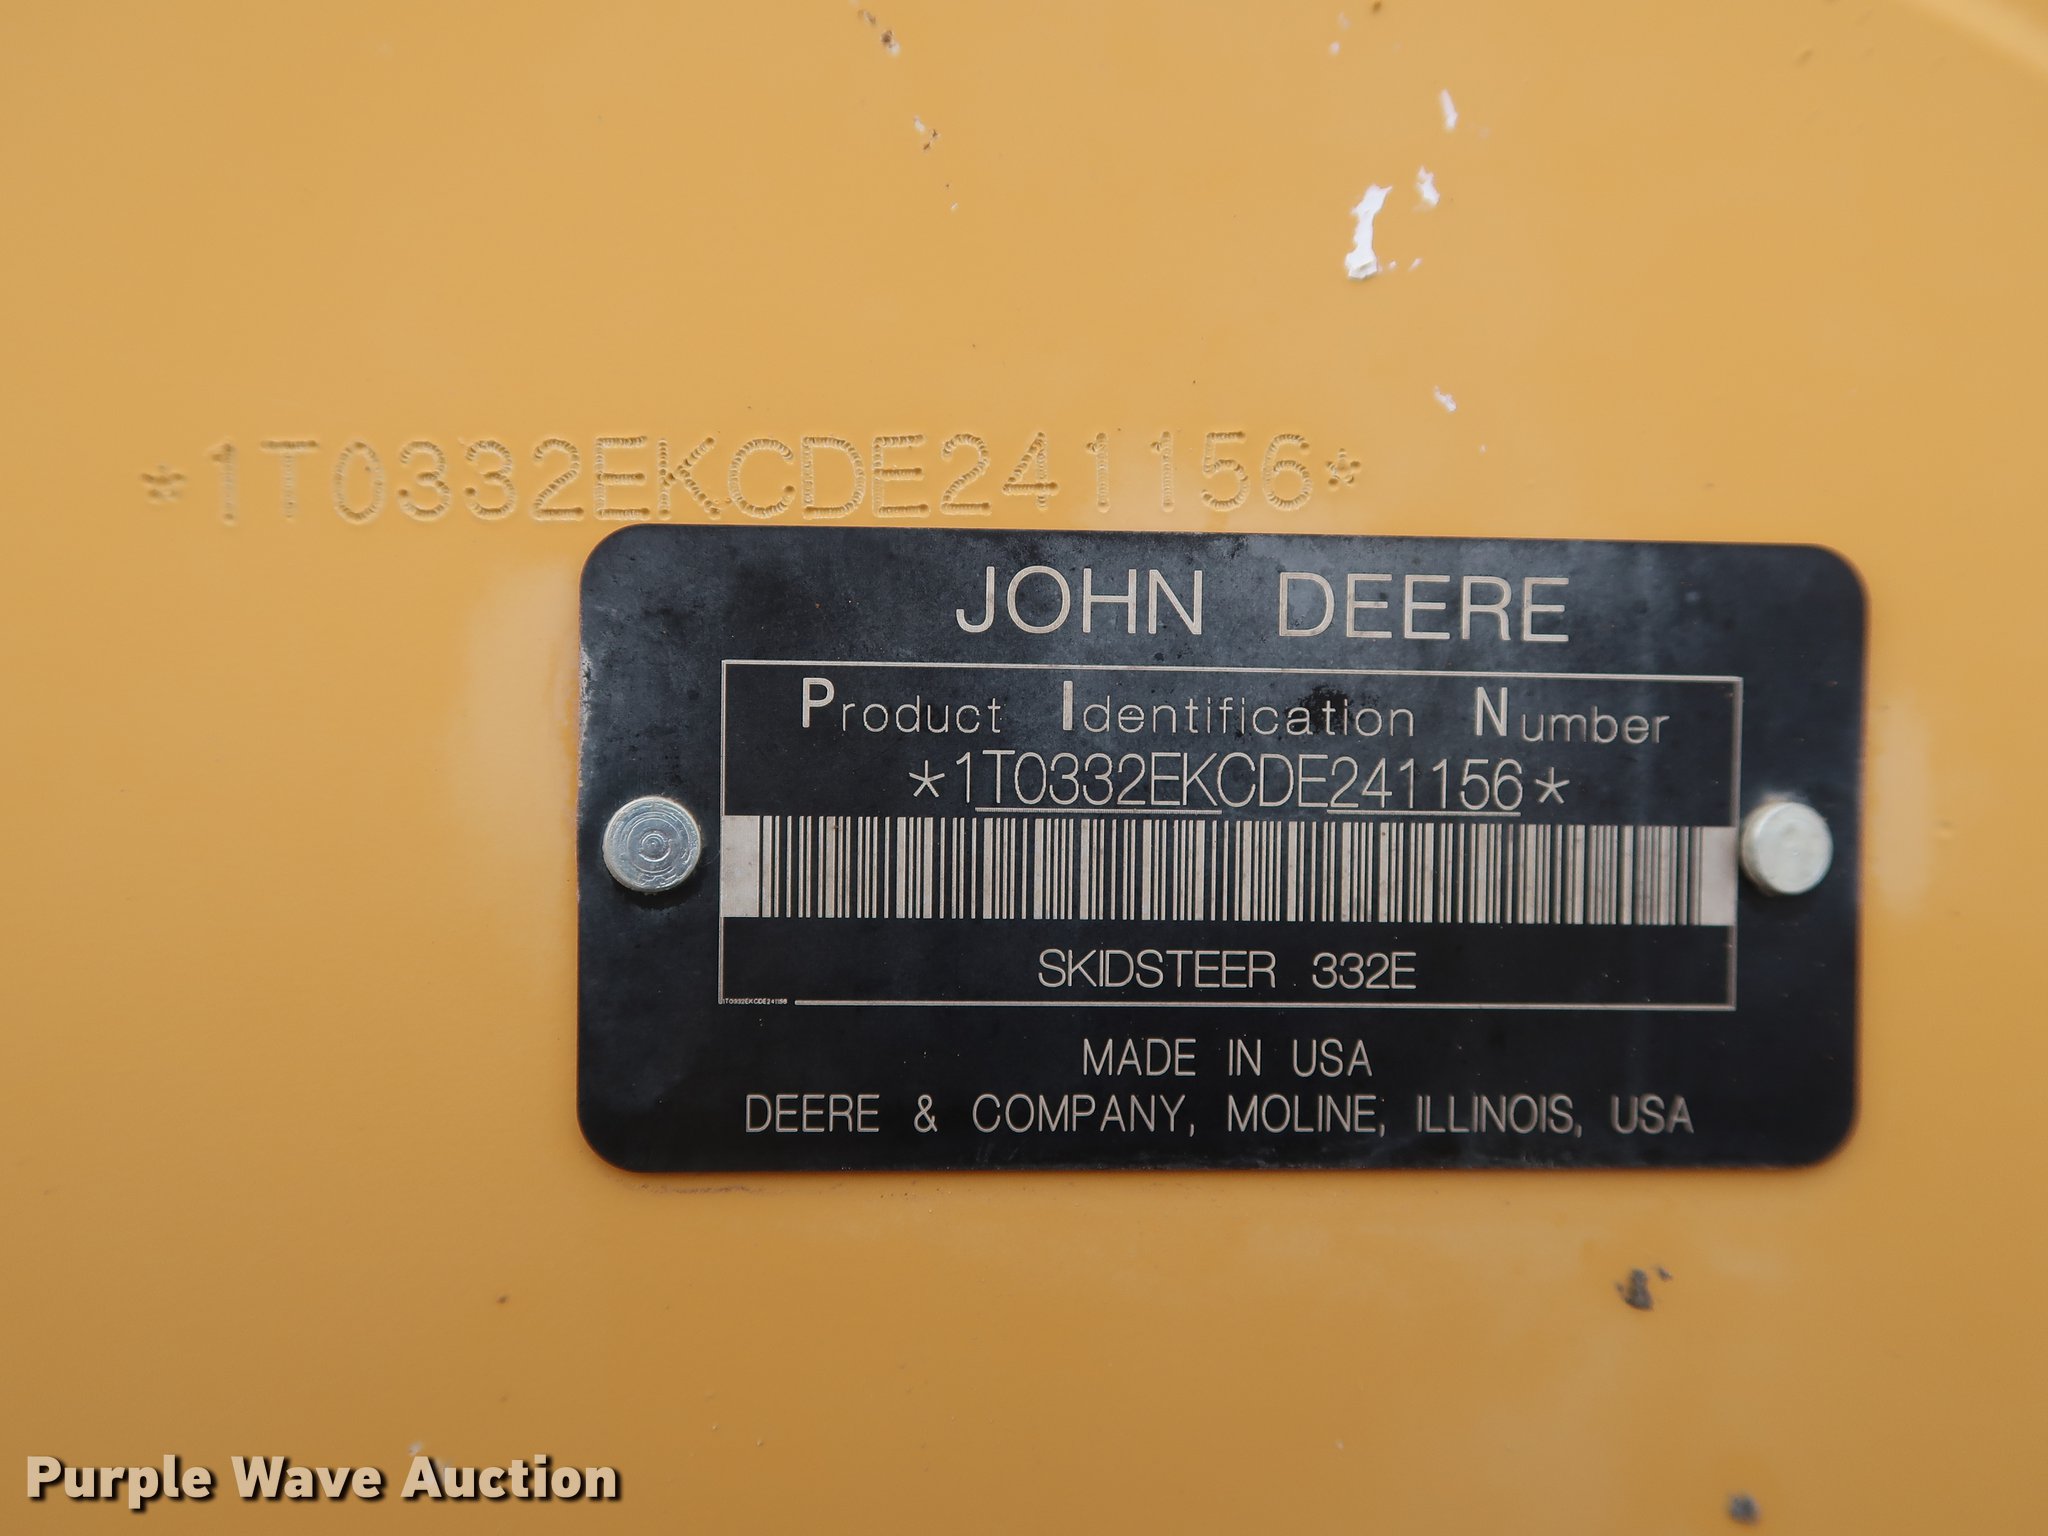 *1T0332EKCDE241156*
JOHN DEERE
Product Identification Number
*1T0332EKCDE241156*
SKIDSTEER 332E
1T0332EKCDE241156
MADE IN USA
DEERE & COMPANY, MOLINE, ILLINOIS, USA
Purple Wave Auction